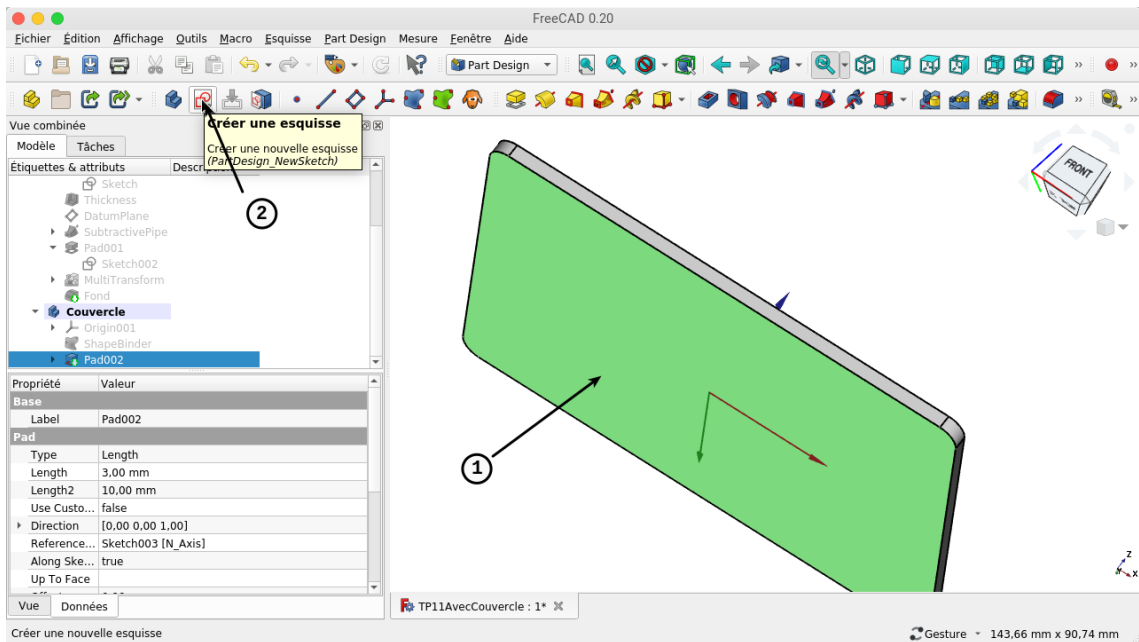 FreeCAD 0.20
Fichier Édition Affichage Outils Macro Esquisse Part Design Mesure Fenêtre Aide
Part Design
Vue combinée
Créer une esquisse
Créer une nouvelle esquisse
(PartDesign_NewSketch)
Modèle Tâches
Étiquettes & attributs
Sketch
Thickness
DatumPlane
SubtractivePipe
Pad001
Sketch002
MultiTransform
Fond
Couvercle
Origin001
ShapeBinder
Pad002
2
1
FRONT
Propriété Valeur
Base
Label Pad002
Pad
Type Length
Length 3,00 mm
Length2 10,00 mm
Use Custo... false
Direction [0,00 0,00 1,00]
Reference... Sketch003 [N_Axis]
Along Ske... true
Up To Face
Z
X
Vue Données
TP11AvecCouvercle : 1*
Créer une nouvelle esquisse
Gesture
143,66 mm x 90,74 mm